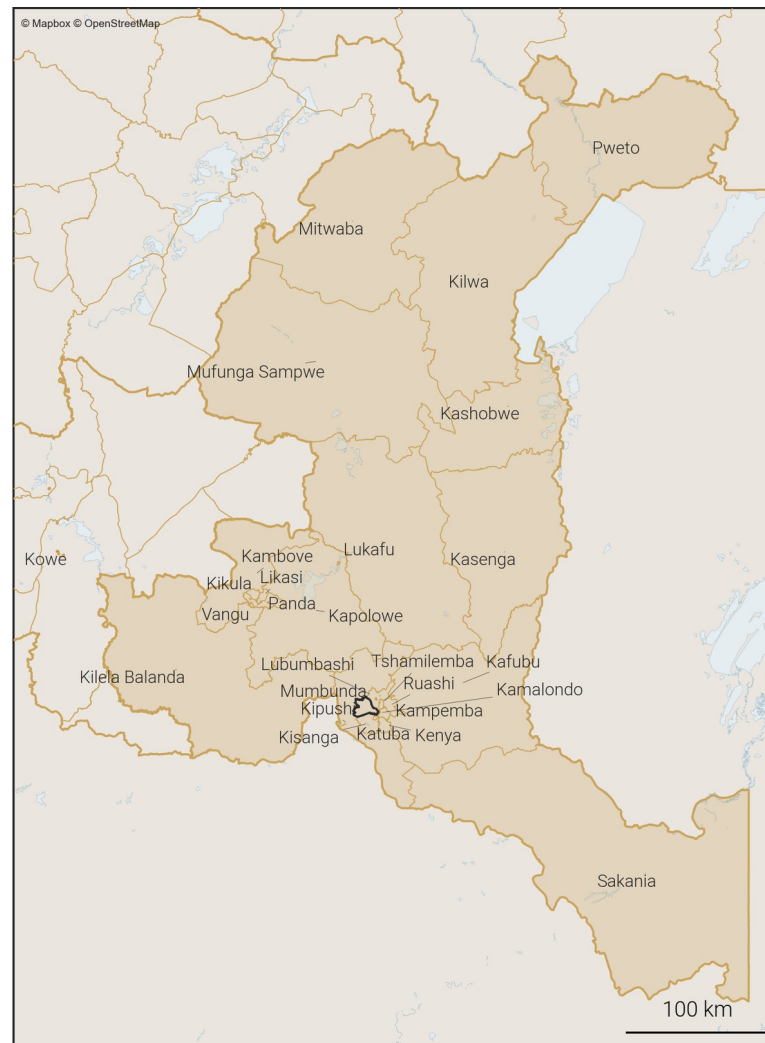 © Mapbox © OpenStreetMap
Pweto
Mitwaba
Kilwa
Mufunga Sampwe
Kashobwe
Lukafu
Kowe
Kambove
Kasenga
Likasi
Kikula
Panda
Vangu
Kapolowe
Lubumbashi
Tshamilemba
Kafubu
Kilela Balanda
Ruashi
Mumbunda
Kamalondo
Kipushi
Kampemba
Kisanga
Katuba
Kenya
Sakania
100 km